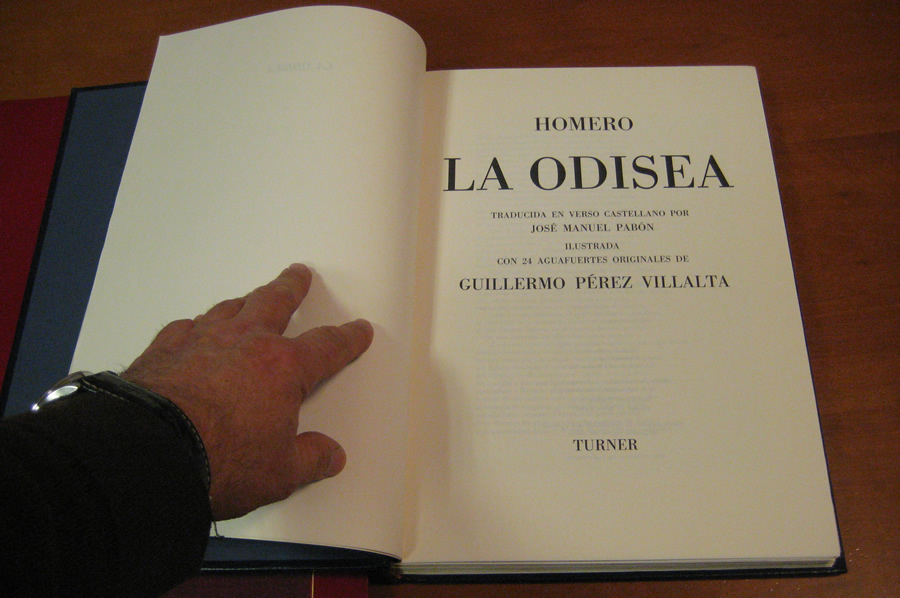 HOMERO
LA ODISEA
TRADUCIDA EN VERSO CASTELLANO POR
JOSÉ MANUEL PABÓN
ILUSTRADA
CON 24 AGUAFUERTES ORIGINALES DE
GUILLERMO PÉREZ VILLALTA
TURNER